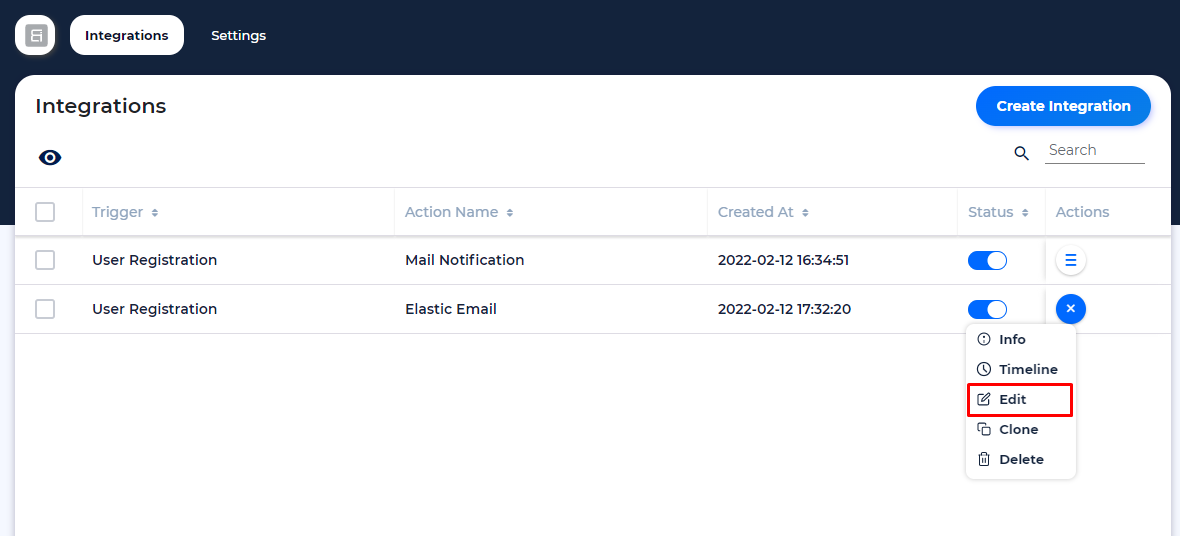 Integrations Settings
Integrations
Create Integration
Search
Trigger Action Name Created At Status Actions
User Registration Mail Notification 2022-02-12 16:34:51
User Registration Elastic Email 2022-02-12 17:32:20
Info
Timeline
Edit
Clone
Delete